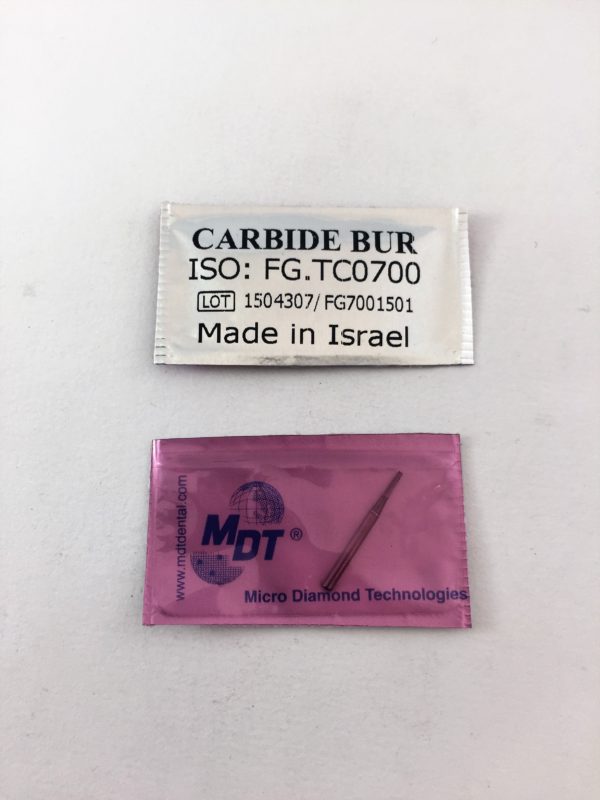 CARBIDE BUR
ISO: FG.TC0700
LOT 1504307/FG7001501
Made in Israel
www.mdtdental.com
MDT®
Micro Diamond Technologies